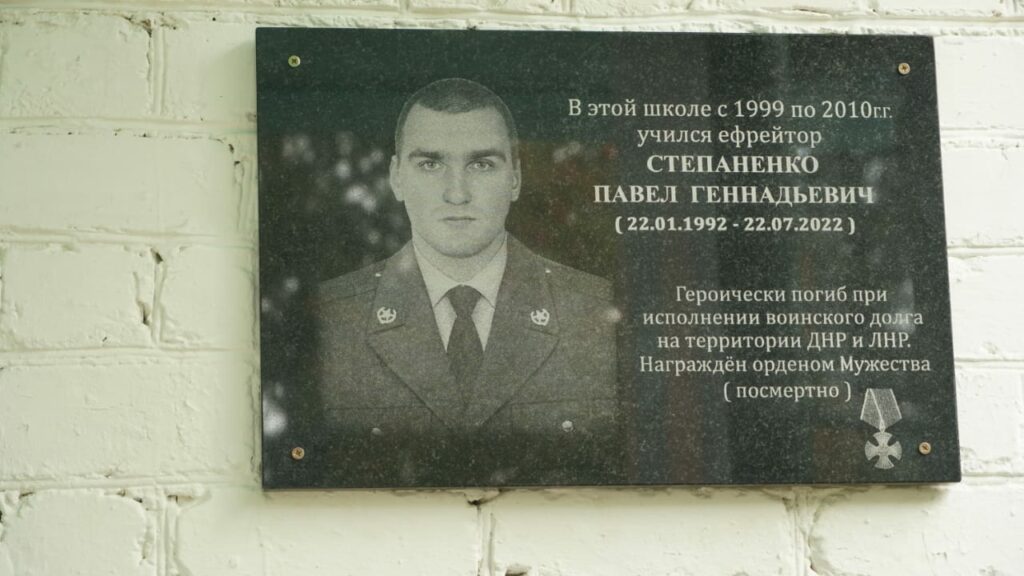 В этой школе с 1999 по 2010гг.
учился ефрейтор
СТЕПАНЕНКО
ПАВЕЛ ГЕННАДЬЕВИЧ
( 22.01.1992 - 22.07.2022 )
Героически погиб при
исполнении воинского долга
на территории ДНР и ЛНР.
Награждён орденом Мужества
( посмертно )